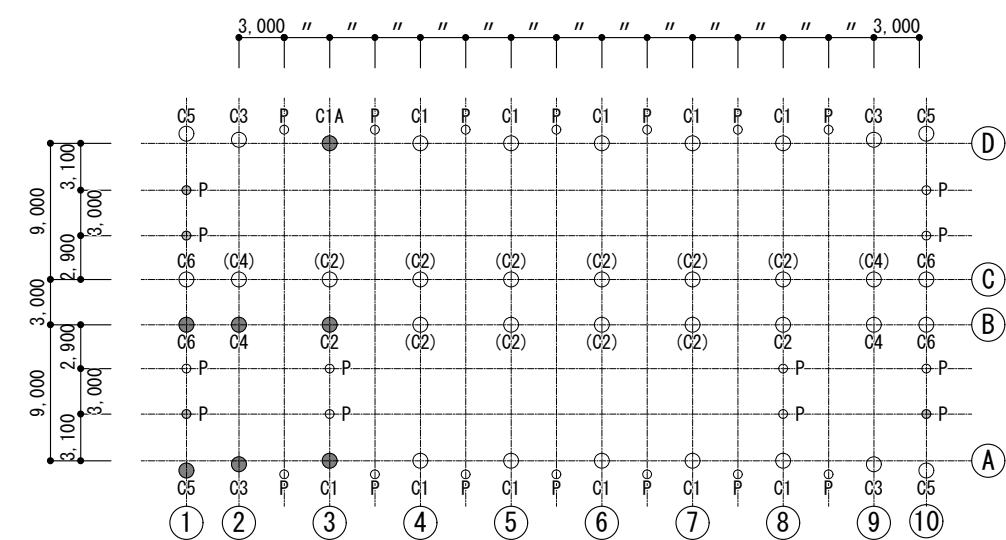 3,000 〃 〃 〃 〃 〃 〃 〃 〃 〃 〃 〃 〃 〃 3,000
C5 C3 P C1A P C1 P C1 P C1 P C1 P C1 P C3 C5
D
9,000 3,100 3,000 2,900
P P
P P
C6 (C4) (C2) (C2) (C2) (C2) (C2) (C2) (C4) C6
C
3,000
B
C6 C4 C2 (C2) (C2) (C2) (C2) C2 C4 C6
9,000 2,900 3,000 3,100
P P P P
P P P P
A
C5 C3 P C1 P C1 P C1 P C1 P C1 P C1 P C3 C5
1 2 3 4 5 6 7 8 9 10